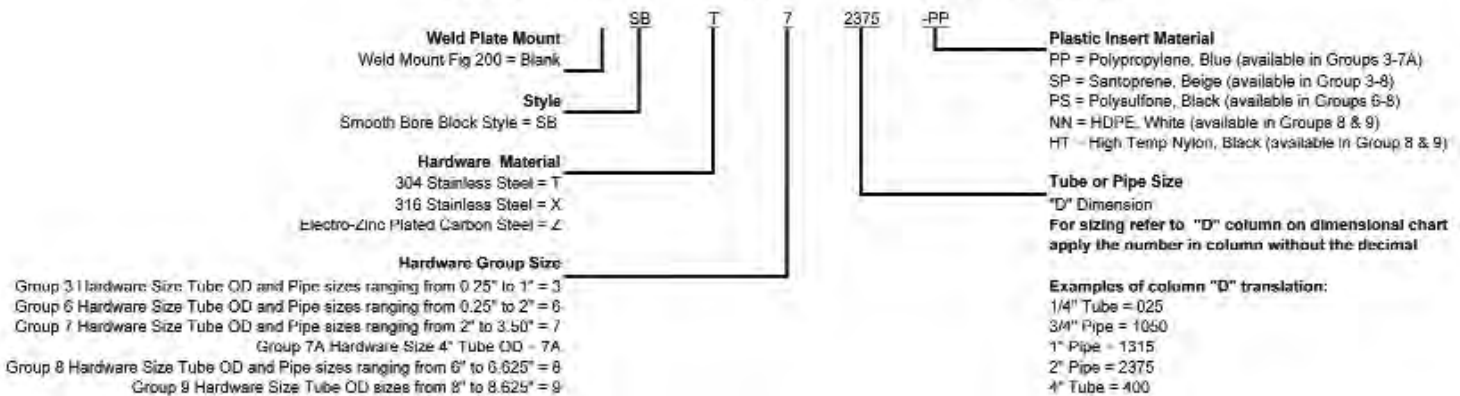 SB T 7 2375 -PP
Weld Plate Mount
Weld Mount Fig 200 = Blank
Style
Smooth Bore Block Style = SB
Hardware Material
304 Stainless Steel = T
316 Stainless Steel = X
Electro-Zinc Plated Carbon Steel = Z
Hardware Group Size
Group 3 Hardware Size Tube OD and Pipe sizes ranging from 0.25" to 1" = 3
Group 6 Hardware Size Tube OD and Pipe sizes ranging from 0.25" to 2" = 6
Group 7 Hardware Size Tube OD and Pipe sizes ranging from 2" to 3.50" = 7
Group 7A Hardware Size 4" Tube OD = 7A
Group 8 Hardware Size Tube OD and Pipe sizes ranging from 6" to 6.625" = 8
Group 9 Hardware Size Tube OD sizes from 8" to 8.625" = 9
Plastic Insert Material
PP = Polypropylene, Blue (available in Groups 3-7A)
SP = Santoprene, Beige (available in Group 3-8)
PS = Polysulfone, Black (available in Groups 6-8)
NN = HDPE, White (available in Groups 8 & 9)
HT = High Temp Nylon, Black (available in Group 8 & 9)
Tube or Pipe Size
"D" Dimension
For sizing refer to "D" column on dimensional chart
apply the number in column without the decimal
Examples of column "D" translation:
1/4" Tube = 025
3/4" Pipe = 1050
1" Pipe = 1315
2" Pipe = 2375
4" Tube = 400